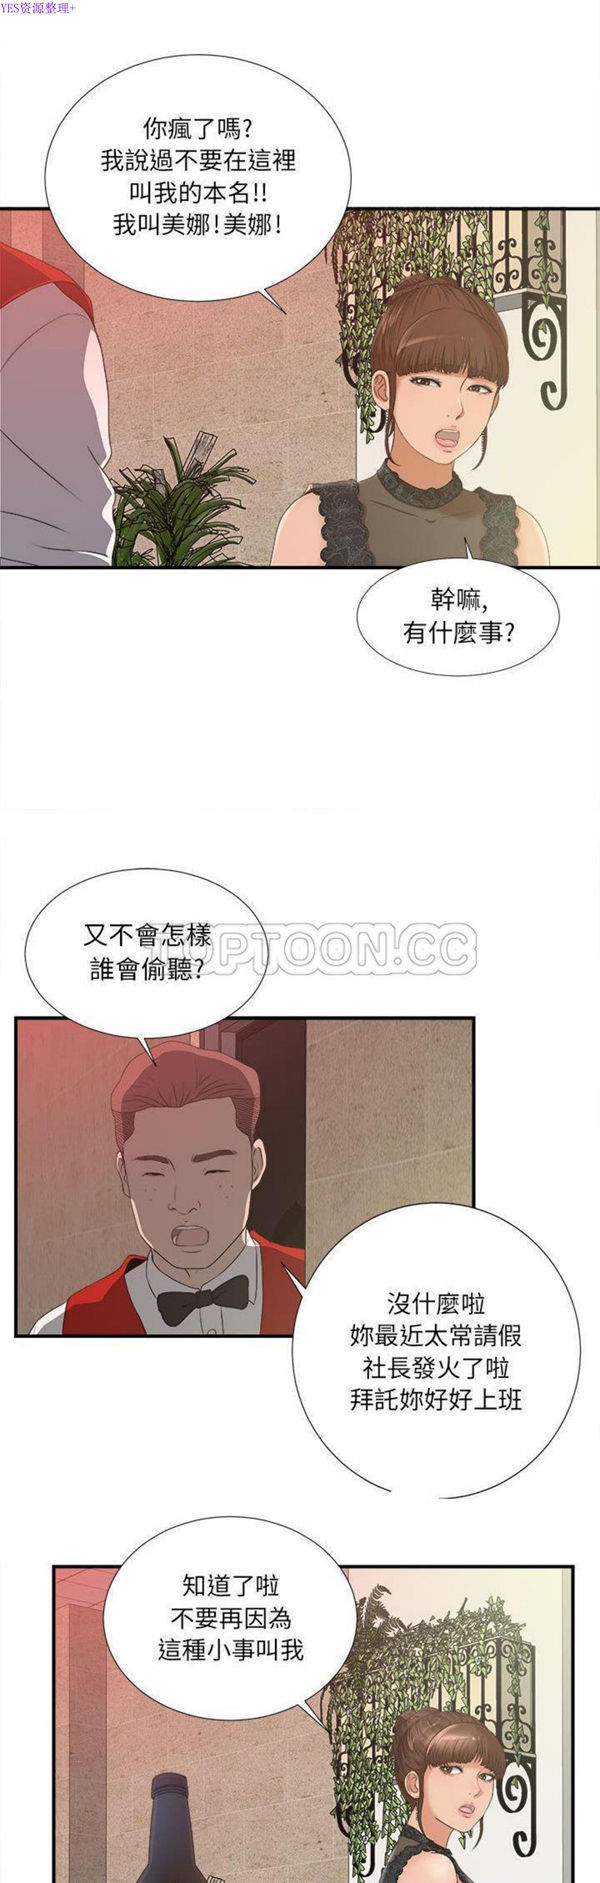 YES资源整理+
你瘋了嗎?
我說過不要在這裡
叫我的本名!!
我叫美娜!美娜!
幹嘛,
有什麼事?
又不會怎樣
誰會偷聽?
TOPTOON.CC
沒什麼啦
妳最近太常請假
社長發火了啦
拜託妳好好上班
知道了啦
不要再因為
這種小事叫我